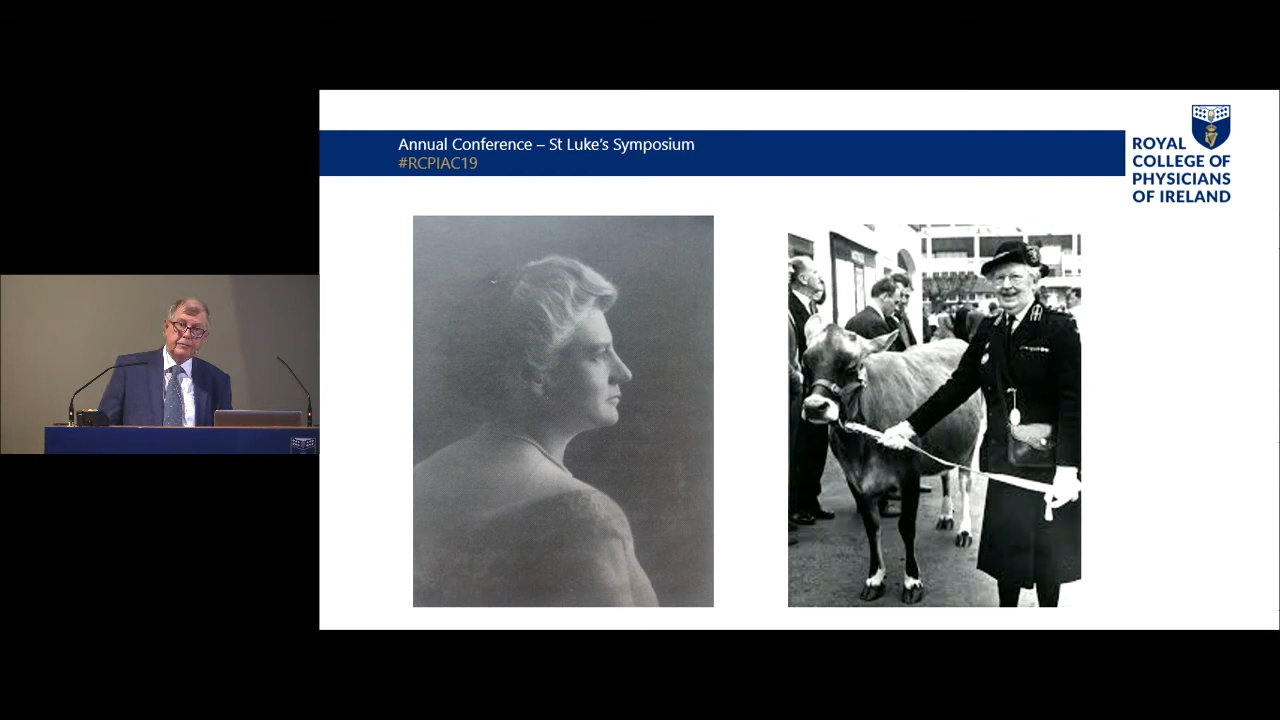 Annual Conference – St Luke's Symposium
#RCPIAC19
ROYAL
COLLEGE OF
PHYSICIANS
OF IRELAND